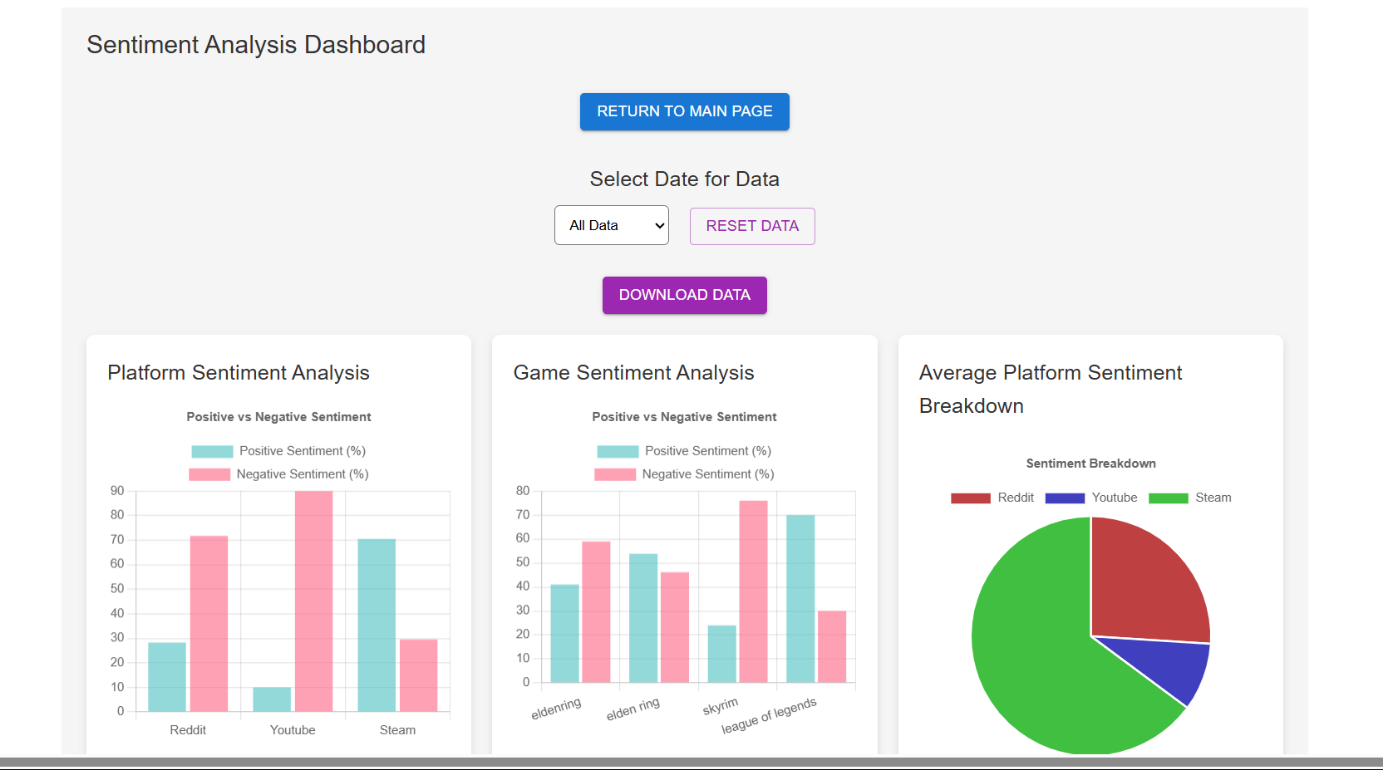 Sentiment Analysis Dashboard
RETURN TO MAIN PAGE
Select Date for Data
All Data
RESET DATA
DOWNLOAD DATA
Platform Sentiment Analysis
Positive vs Negative Sentiment
Positive Sentiment (%)
Negative Sentiment (%)
90
80
70
60
50
40
30
20
10
0
Reddit
Youtube
Steam
Game Sentiment Analysis
Positive vs Negative Sentiment
Positive Sentiment (%)
Negative Sentiment (%)
80
70
60
50
40
30
20
10
0
eldenring
elden ring
skyrim
league of legends
Average Platform Sentiment
Breakdown
Sentiment Breakdown
Reddit
Youtube
Steam